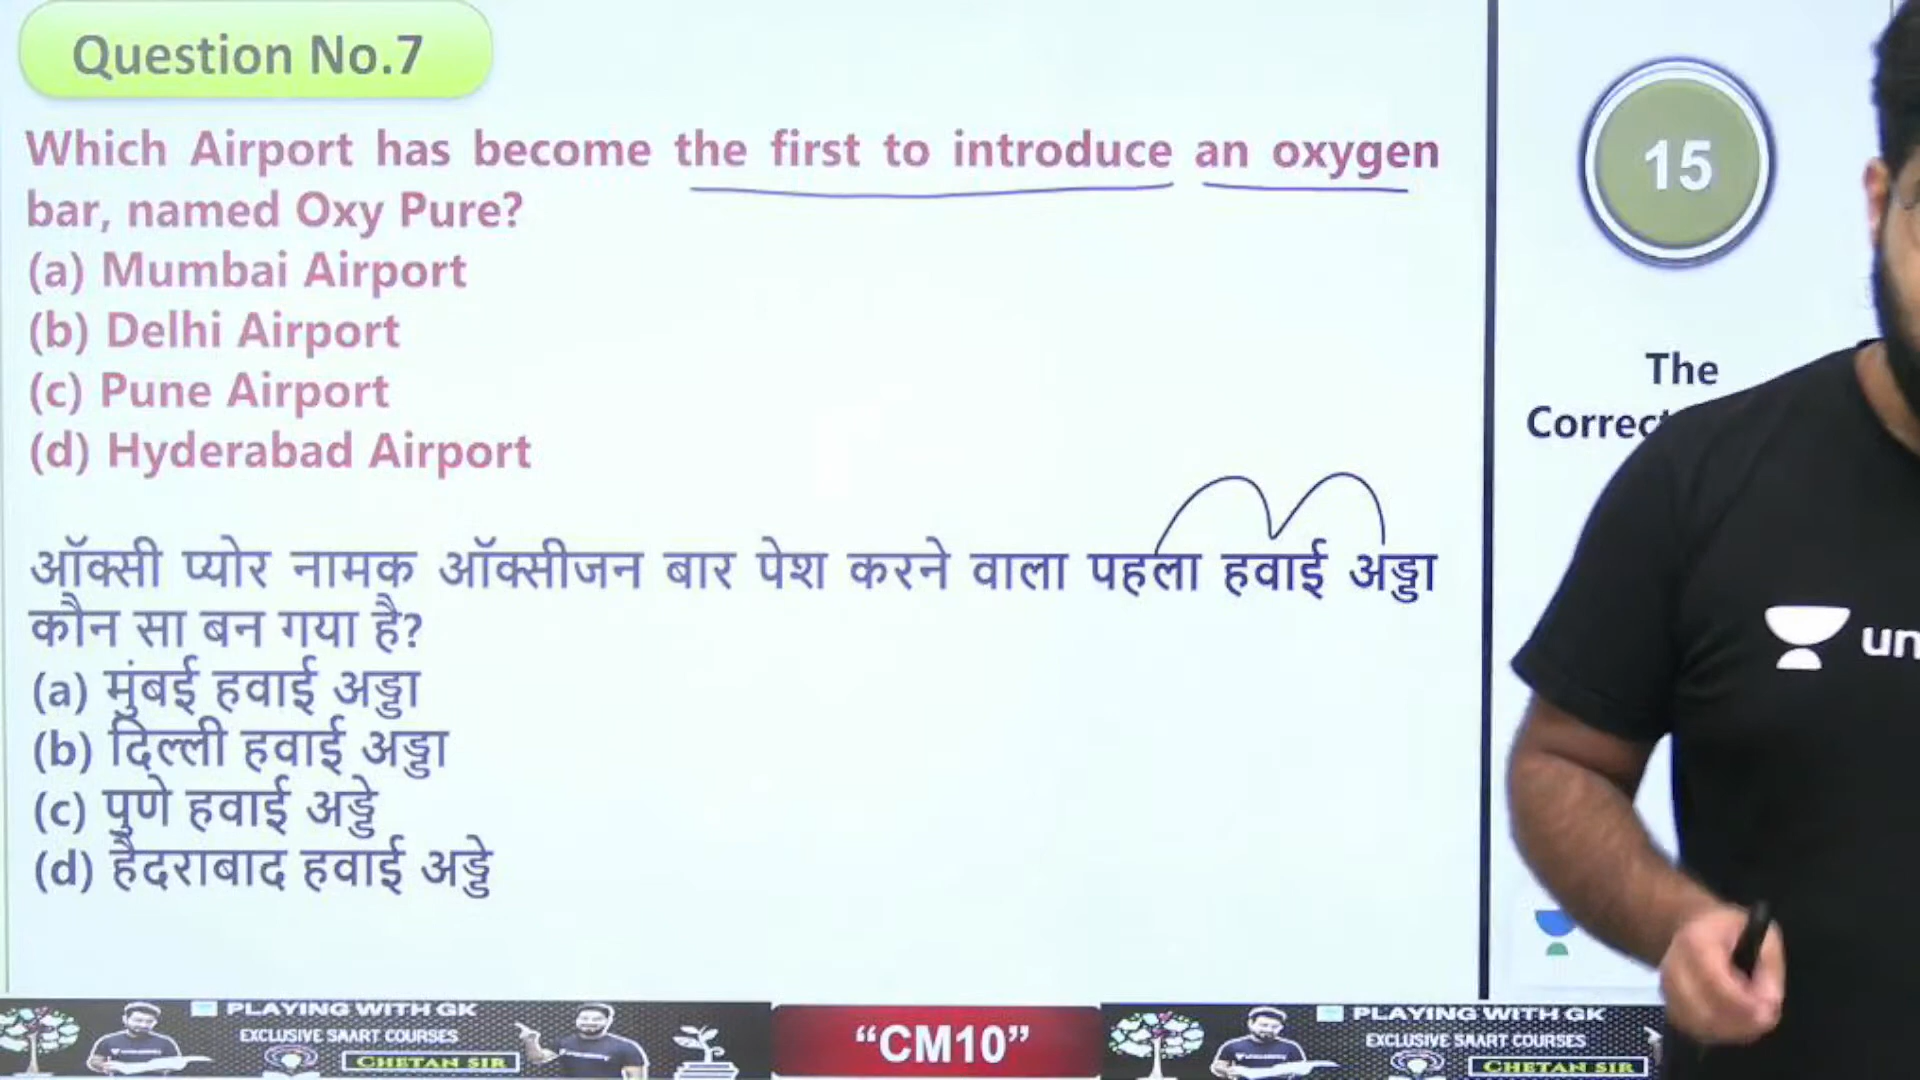 Question No.7
Which Airport has become the first to introduce an oxygen
bar, named Oxy Pure?
(a) Mumbai Airport
(b) Delhi Airport
(c) Pune Airport
(d) Hyderabad Airport
ऑक्सी प्योर नामक ऑक्सीजन बार पेश करने वाला पहला हवाई अड्डा
कौन सा बन गया है?
(a) मुंबई हवाई अड्डा
(b) दिल्ली हवाई अड्डा
(c) पुणे हवाई अड्डे
(d) हैदराबाद हवाई अड्डे
15
The
Correct
un
PLAYING WITH GK
EXCLUSIVE SMART COURSES
CHETAN SIR
“CM10”
PLAYING WITH GK
EXCLUSIVE SMART COURSES
CHETAN SIR